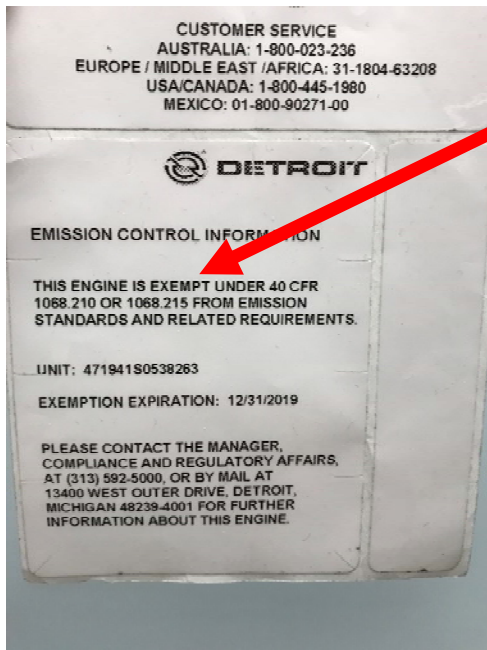 CUSTOMER SERVICE
AUSTRALIA: 1-800-023-236
EUROPE / MIDDLE EAST /AFRICA: 31-1804-63208
USA/CANADA: 1-800-445-1980
MEXICO: 01-800-90271-00
DETROIT
EMISSION CONTROL INFORMATION
THIS ENGINE IS EXEMPT UNDER 40 CFR
1068.210 OR 1068.215 FROM EMISSION
STANDARDS AND RELATED REQUIREMENTS.
UNIT: 471941S0538263
EXEMPTION EXPIRATION: 12/31/2019
PLEASE CONTACT THE MANAGER,
COMPLIANCE AND REGULATORY AFFAIRS,
AT (313) 592-5000, OR BY MAIL AT
13400 WEST OUTER DRIVE, DETROIT,
MICHIGAN 48239-4001 FOR FURTHER
INFORMATION ABOUT THIS ENGINE.